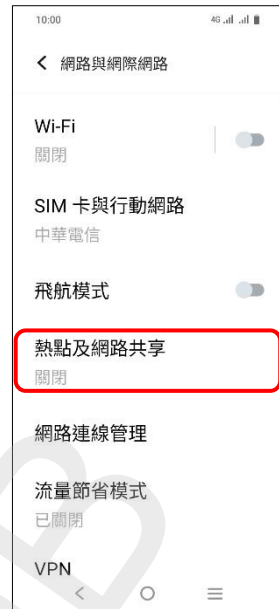 10:00 4G
網路與網際網路
Wi-Fi
關閉
SIM 卡與行動網路
中華電信
飛航模式
熱點及網路共享
關閉
網路連線管理
流量節省模式
已關閉
VPN